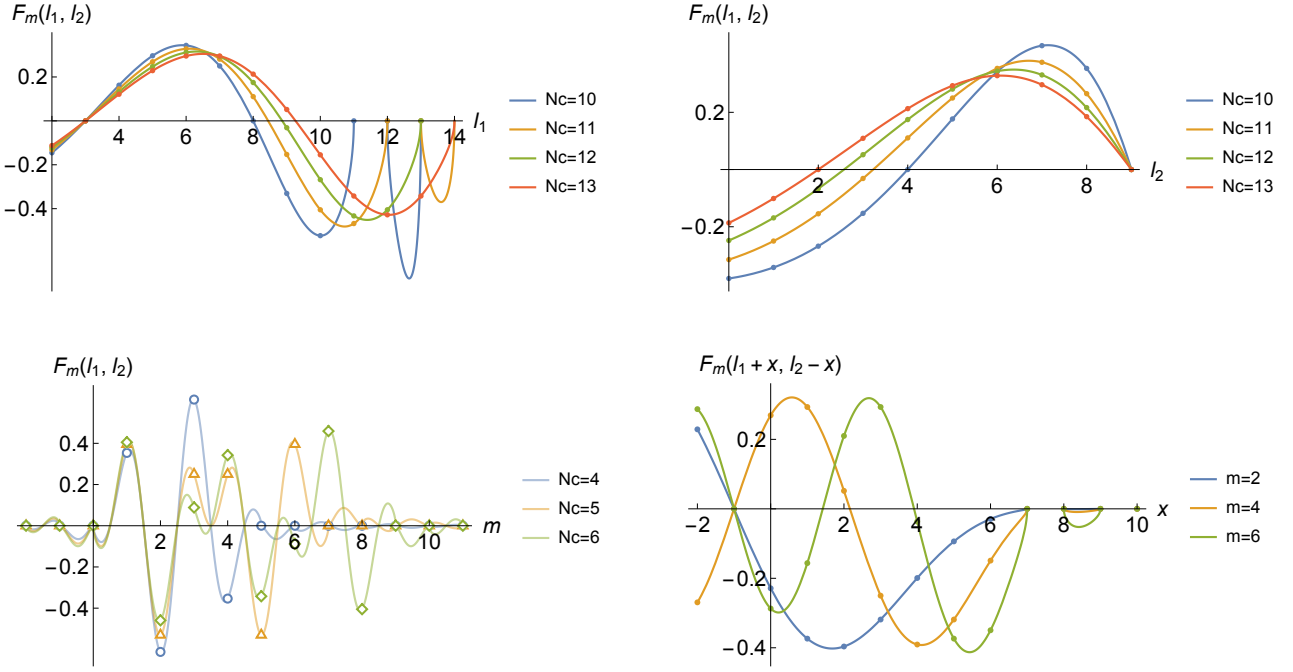 F_m(l_1, l_2)
0.2
−0.2
−0.4
4 6 8 10 12 14 l_1
Nc=10
Nc=11
Nc=12
Nc=13
F_m(l_1, l_2)
0.2
−0.2
2 4 6 8 l_2
Nc=10
Nc=11
Nc=12
Nc=13
F_m(l_1, l_2)
0.4
0.2
−0.2
−0.4
2 4 6 8 10 m
Nc=4
Nc=5
Nc=6
F_m(l_1 + x, l_2 − x)
0.2
−0.2
−0.4
−2 2 4 6 8 10 x
m=2
m=4
m=6